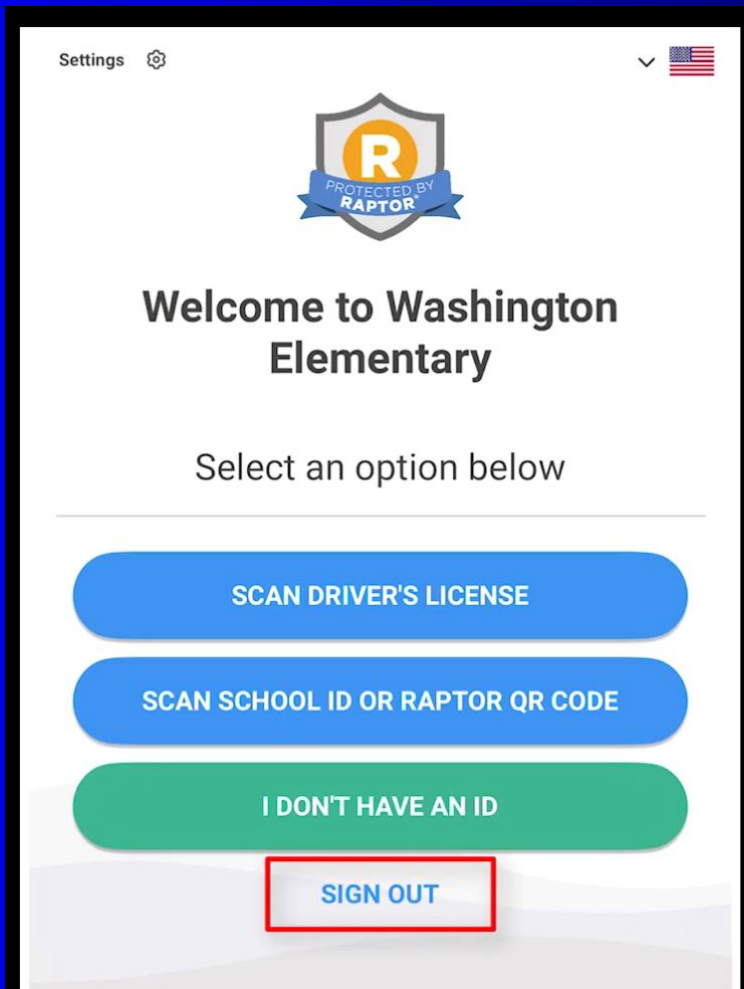 Settings
R
PROTECTED BY
RAPTOR®
Welcome to Washington
Elementary
Select an option below
SCAN DRIVER'S LICENSE
SCAN SCHOOL ID OR RAPTOR QR CODE
I DON'T HAVE AN ID
SIGN OUT